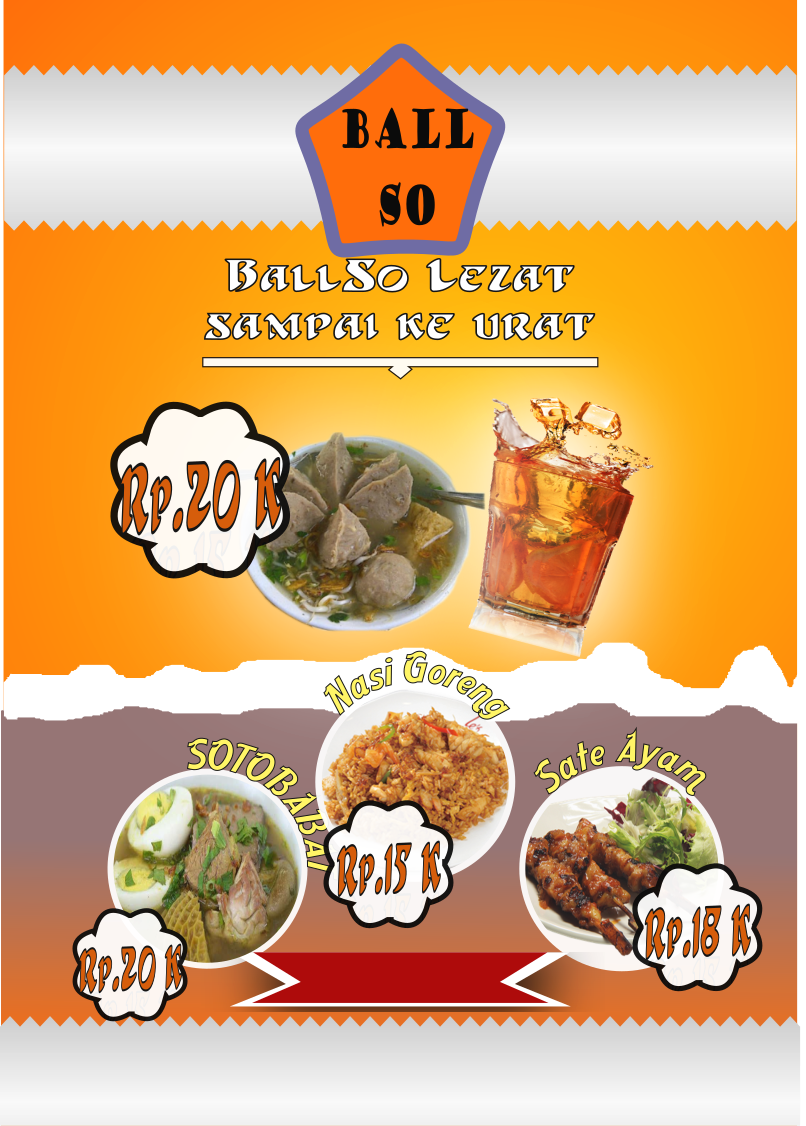 BALL
SO
BallSo Lezat
sampai ke urat
Rp.20 K
Nasi Goreng
SOTOBABAT
Sate Ayam
Rp.15 K
Rp.18 K
Rp.20 K